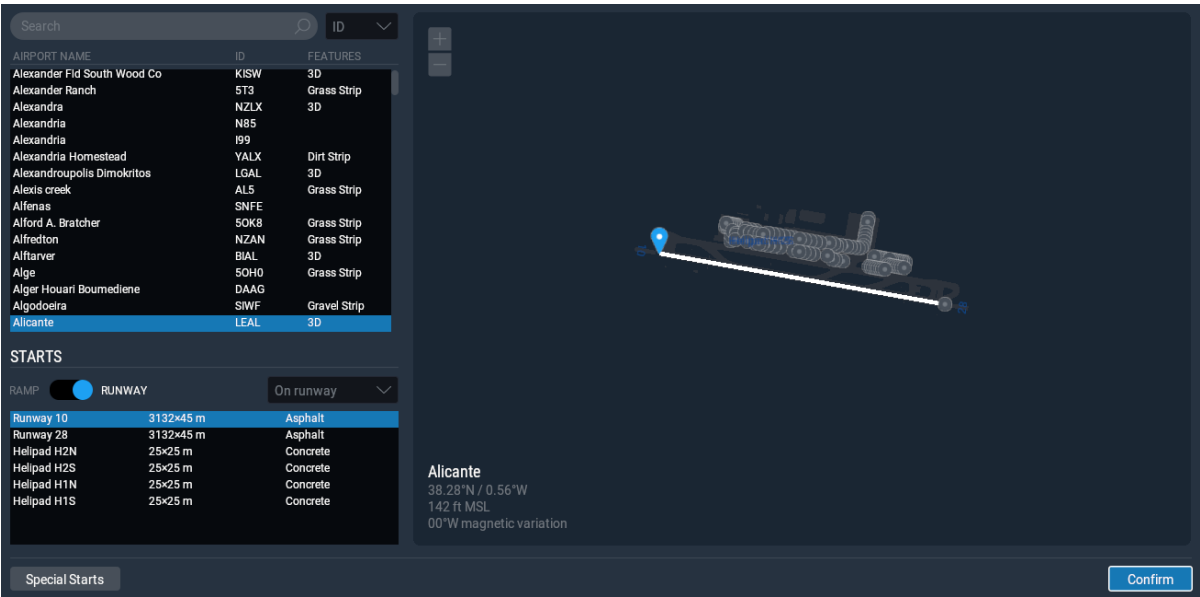 Search
ID
AIRPORT NAME ID FEATURES
Alexander Fld South Wood Co KISW 3D
Alexander Ranch 5T3 Grass Strip
Alexandra NZLX 3D
Alexandria N85
Alexandria I99
Alexandria Homestead YALX Dirt Strip
Alexandroupolis Dimokritos LGAL 3D
Alexis creek AL5 Grass Strip
Alfenas SNFE
Alford A. Bratcher 5OK8 Grass Strip
Alfredton NZAN Grass Strip
Alftarver BIAL 3D
Alge 5OH0 Grass Strip
Alger Houari Boumediene DAAG
Algodoeira SIWF Gravel Strip
Alicante LEAL 3D
STARTS
RAMP RUNWAY On runway
Runway 10 3132×45 m Asphalt
Runway 28 3132×45 m Asphalt
Helipad H2N 25×25 m Concrete
Helipad H2S 25×25 m Concrete
Helipad H1N 25×25 m Concrete
Helipad H1S 25×25 m Concrete
Alicante
38.28°N / 0.56°W
142 ft MSL
00°W magnetic variation
Special Starts
Confirm